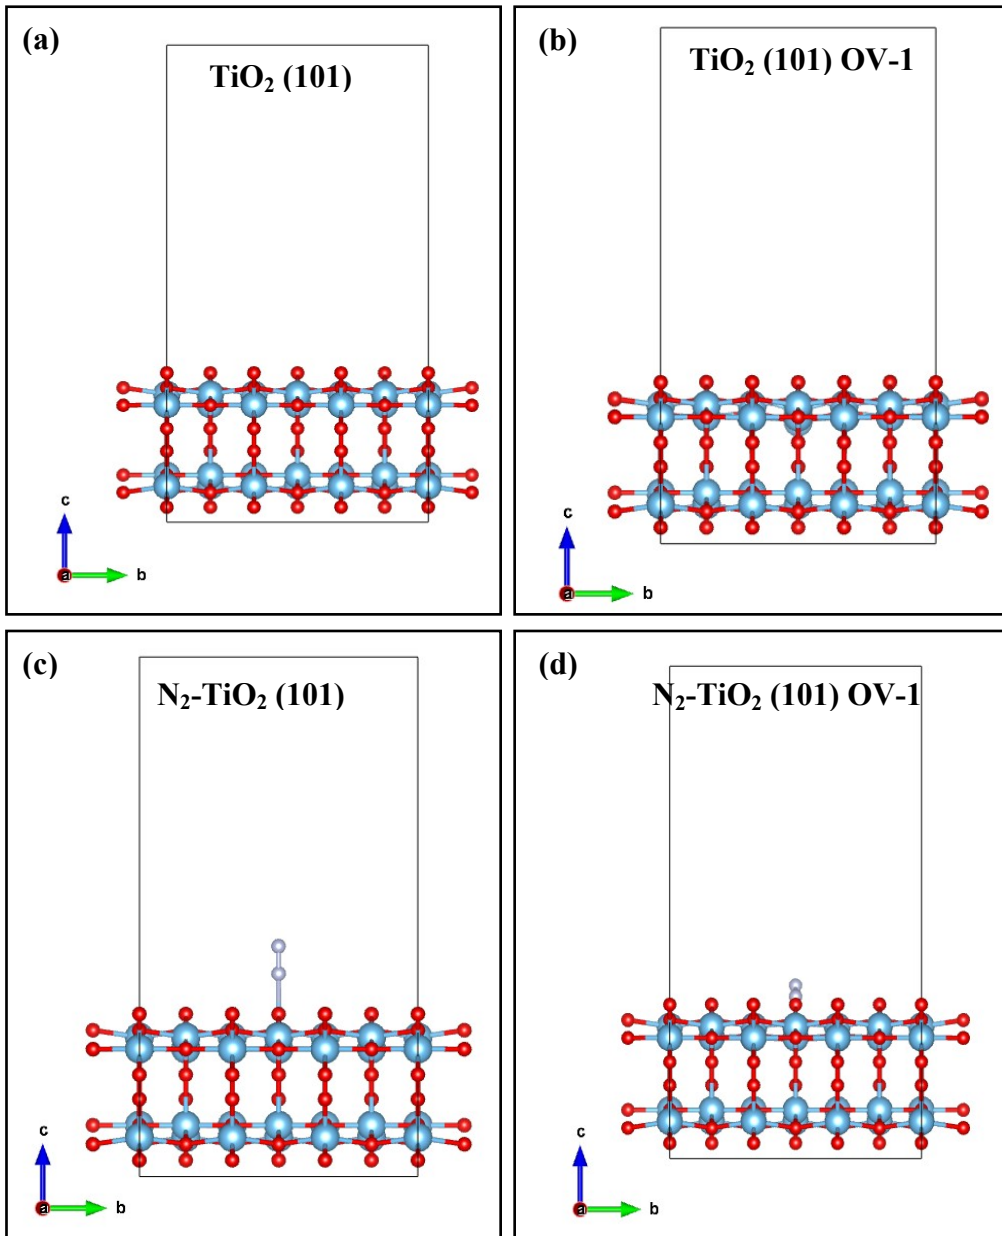 (a)
TiO₂ (101)
c
a
b
(b)
TiO₂ (101) OV-1
c
a
b
(c)
N₂-TiO₂ (101)
c
a
b
(d)
N₂-TiO₂ (101) OV-1
c
a
b